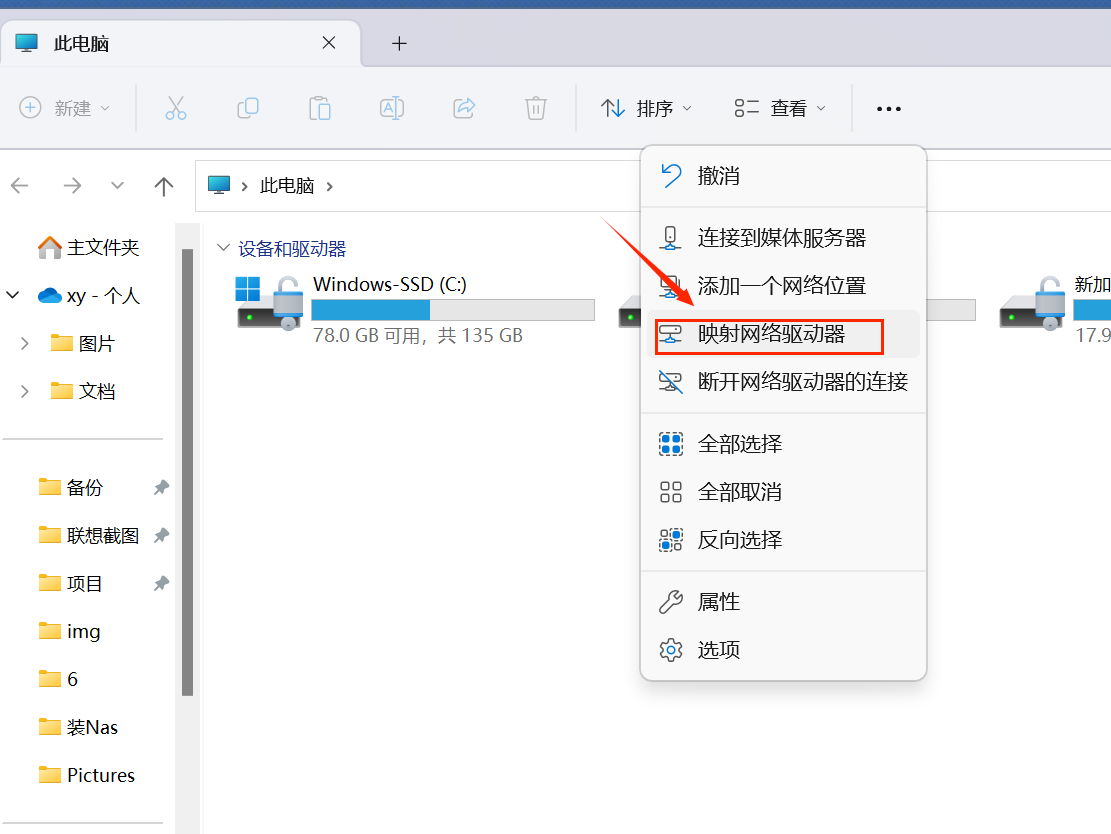 此电脑
新建
排序
查看
此电脑
撤消
连接到媒体服务器
添加一个网络位置
映射网络驱动器
断开网络驱动器的连接
全部选择
全部取消
反向选择
属性
选项
主文件夹
xy - 个人
图片
文档
备份
联想截图
项目
img
6
装Nas
Pictures
设备和驱动器
Windows-SSD (C:)
78.0 GB 可用，共 135 GB
新加
17.9